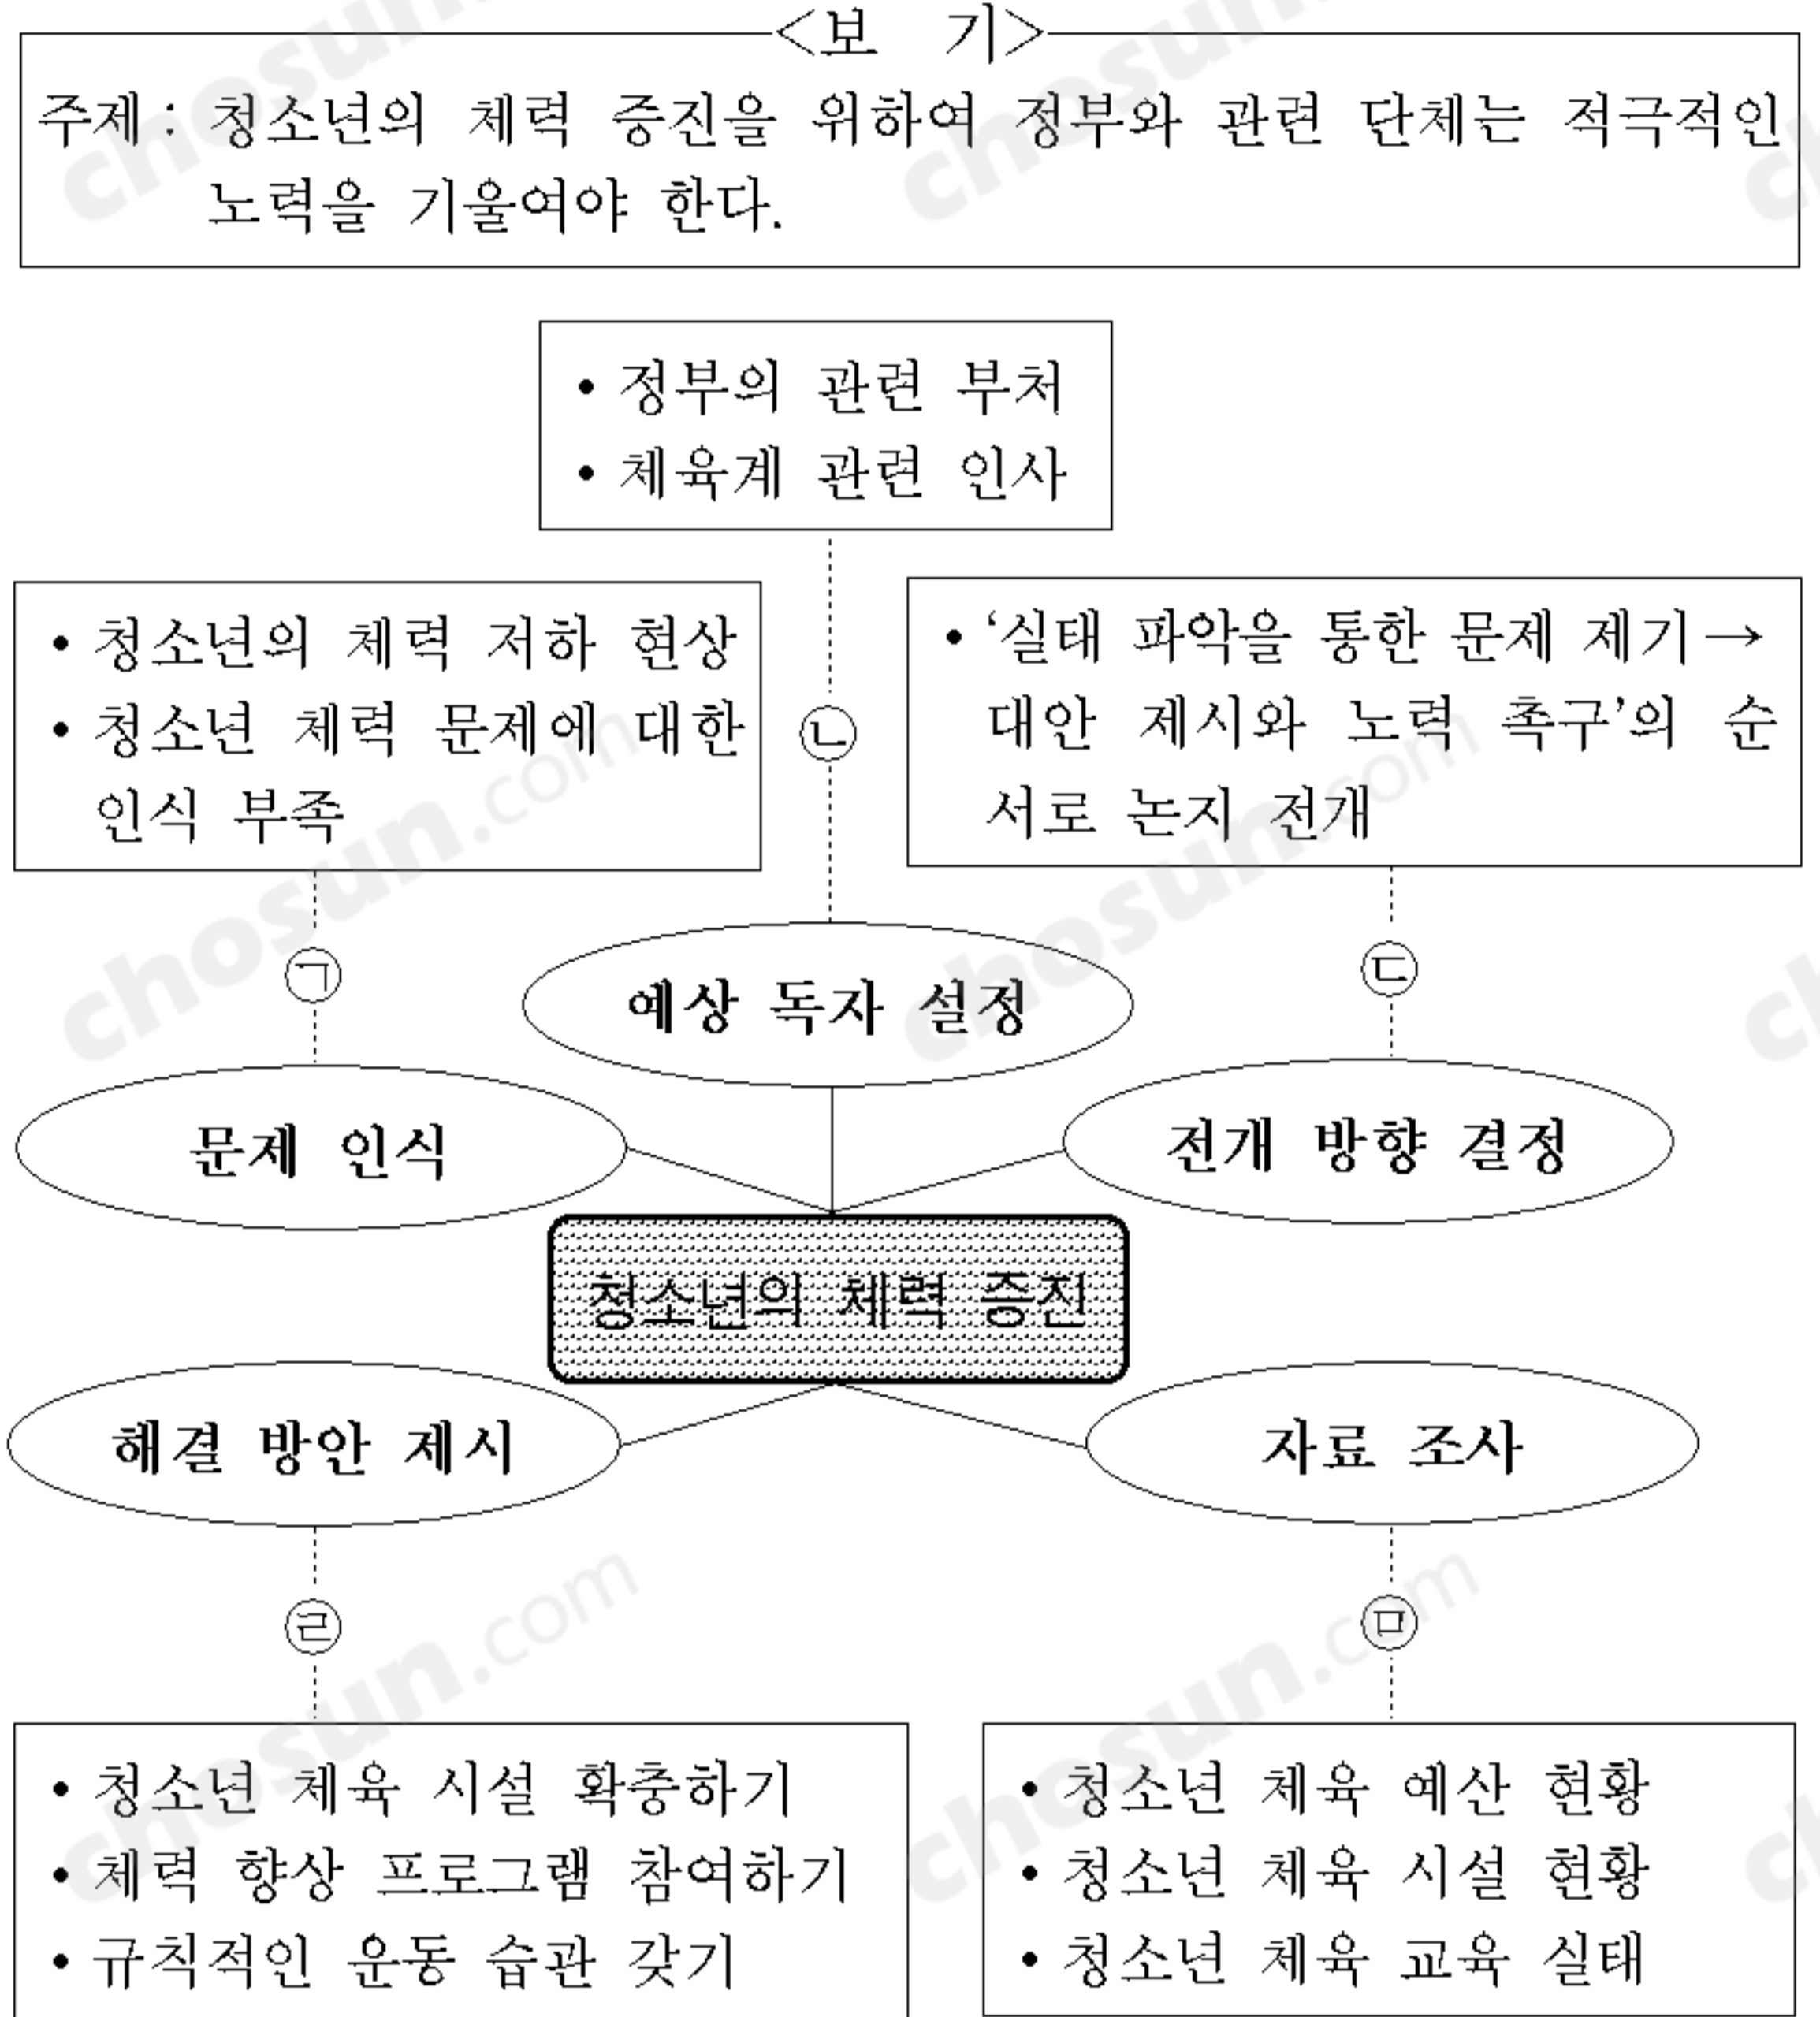 <보 기>
주제 : 청소년의 체력 증진을 위하여 정부와 관련 단체는 적극적인
노력을 기울여야 한다.
• 정부의 관련 부처
• 체육계 관련 인사
• 청소년의 체력 저하 현상
• 청소년 체력 문제에 대한
인식 부족
㉡
• ‘실태 파악을 통한 문제 제기→
대안 제시와 노력 촉구’의 순
서로 논지 전개
㉠
예상 독자 설정
㉢
문제 인식
전개 방향 결정
청소년의 체력 증진
해결 방안 제시
자료 조사
㉣
㉤
• 청소년 체육 시설 확충하기
• 체력 향상 프로그램 참여하기
• 규칙적인 운동 습관 갖기
• 청소년 체육 예산 현황
• 청소년 체육 시설 현황
• 청소년 체육 교육 실태
chosun.com